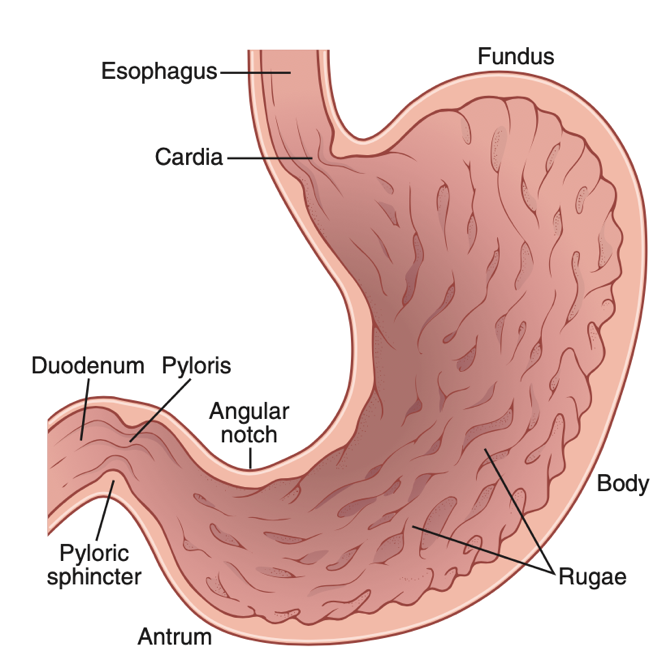 Fundus
Esophagus
Cardia
Duodenum
Pyloris
Angular
notch
Body
Pyloric
sphincter
Rugae
Antrum